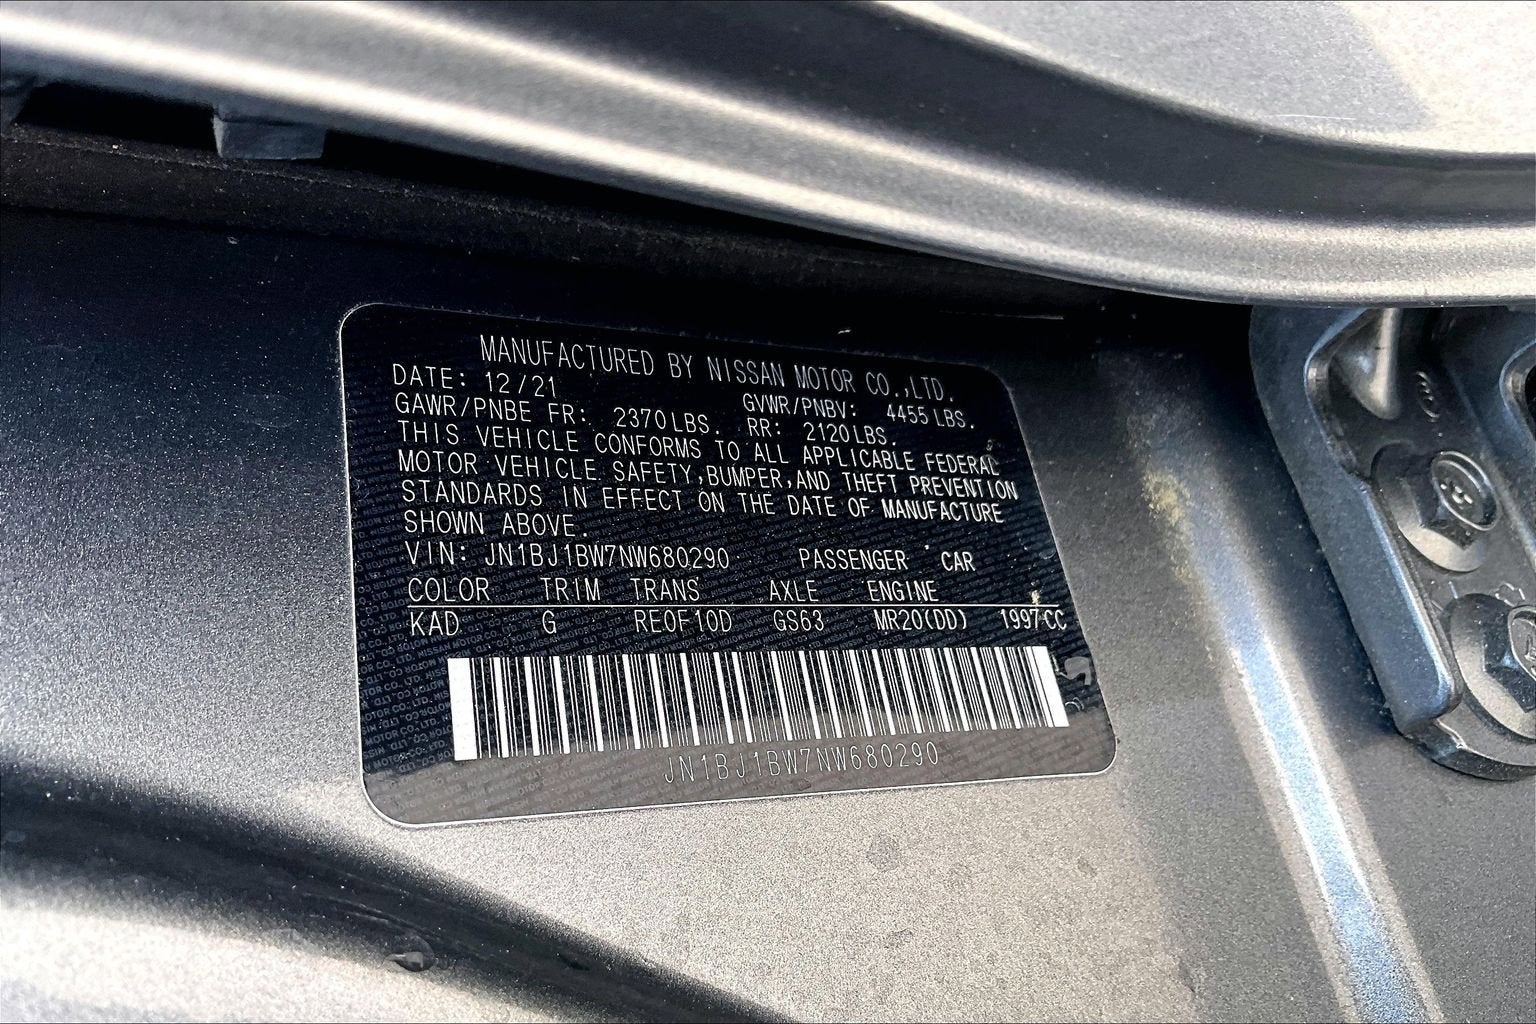 MANUFACTURED BY NISSAN MOTOR CO.,LTD.
DATE: 12/21 GVWR/PNBV: 4455 LBS.
GAWR/PNBE FR: 2370LBS. RR: 2120LBS.
THIS VEHICLE CONFORMS TO ALL APPLICABLE FEDERAL
MOTOR VEHICLE SAFETY,BUMPER,AND THEFT PREVENTION
STANDARDS IN EFFECT ON THE DATE OF MANUFACTURE
SHOWN ABOVE.
VIN: JN1BJ1BW7NW680290 PASSENGER CAR
COLOR TRIM TRANS AXLE ENGINE
KAD G RE0F10D GS63 MR20(DD) 1997CC
JN1BJ1BW7NW680290